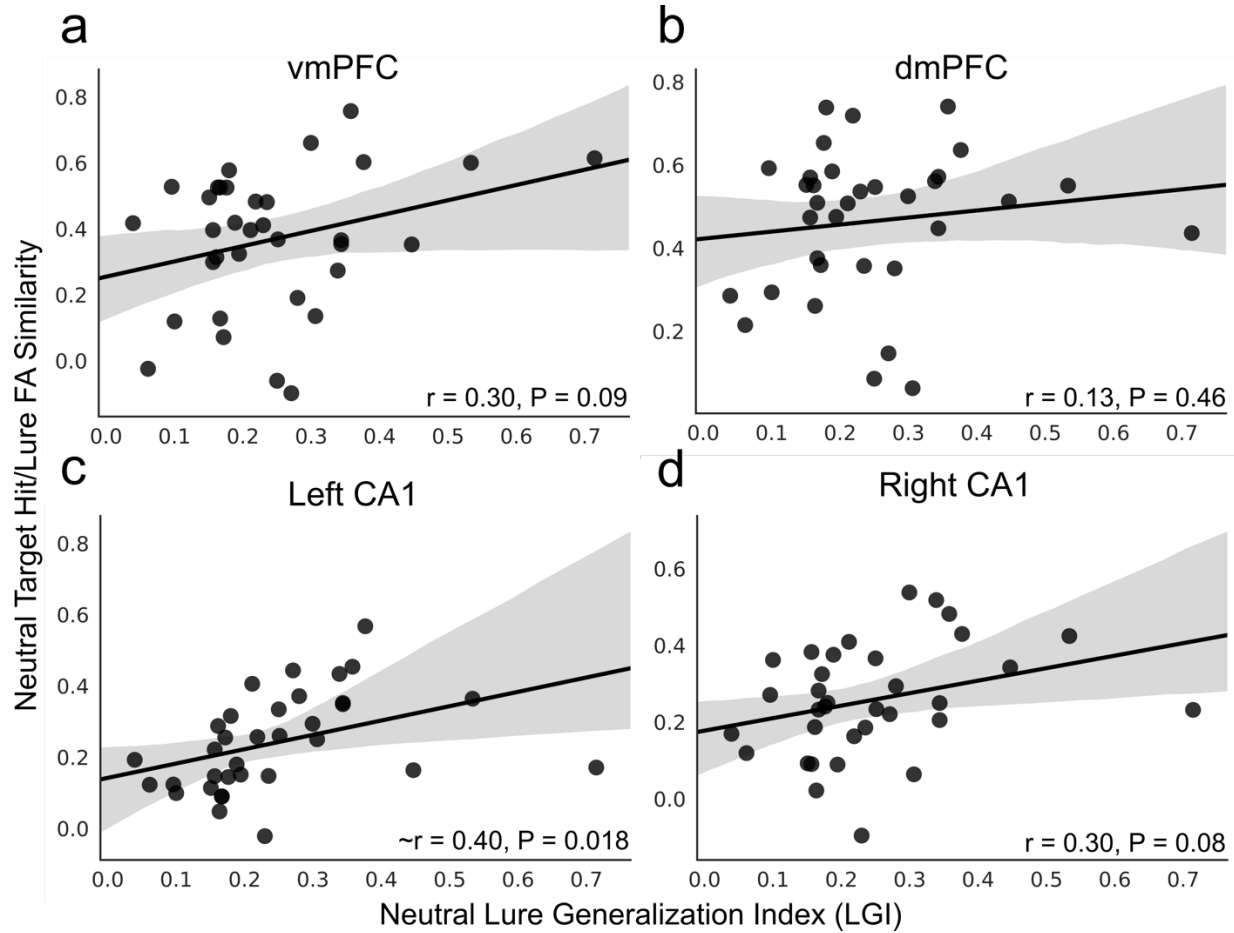 a
vmPFC
0.8
0.6
0.4
0.2
0.0
r = 0.30, P = 0.09
0.0 0.1 0.2 0.3 0.4 0.5 0.6 0.7
b
dmPFC
0.8
0.6
0.4
0.2
r = 0.13, P = 0.46
0.0 0.1 0.2 0.3 0.4 0.5 0.6 0.7
Neutral Target Hit/Lure FA Similarity
c
Left CA1
0.8
0.6
0.4
0.2
0.0
~r = 0.40, P = 0.018
0.0 0.1 0.2 0.3 0.4 0.5 0.6 0.7
d
Right CA1
0.6
0.4
0.2
0.0
r = 0.30, P = 0.08
0.0 0.1 0.2 0.3 0.4 0.5 0.6 0.7
Neutral Lure Generalization Index (LGI)